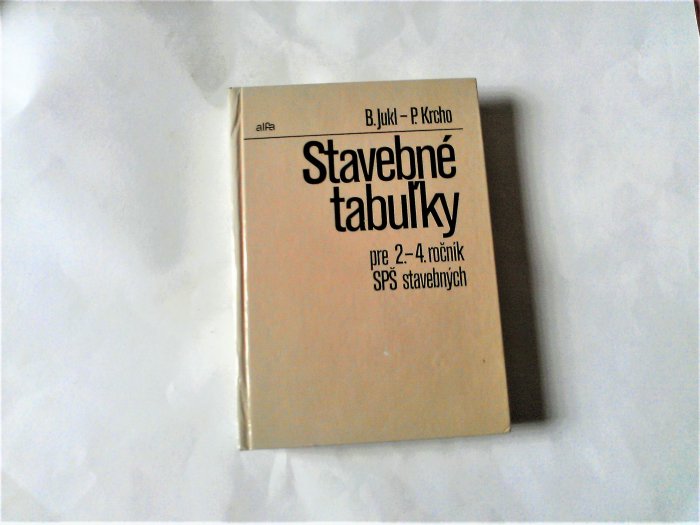 alfa
B. Jukl – P. Krcho
Stavebné
tabuľky
pre 2.–4. ročník
SPŠ stavebných